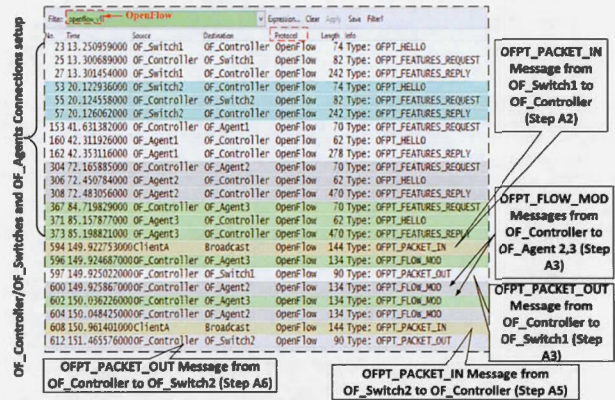 Filter: openflow_v1 OpenFlow Expression... Clear Apply Save Filter1
No. Time Source Destination Protocol Length Info
23 13.250959000 OF_Switch1 OF_Controller OpenFlow 74 Type: OFPT_HELLO
25 13.300689000 OF_Controller OF_Switch1 OpenFlow 82 Type: OFPT_FEATURES_REQUEST
27 13.301454000 OF_Switch1 OF_Controller OpenFlow 242 Type: OFPT_FEATURES_REPLY
53 20.122936000 OF_Switch2 OF_Controller OpenFlow 74 Type: OFPT_HELLO
55 20.124558000 OF_Controller OF_Switch2 OpenFlow 82 Type: OFPT_FEATURES_REQUEST
57 20.126062000 OF_Switch2 OF_Controller OpenFlow 242 Type: OFPT_FEATURES_REPLY
153 41.631382000 OF_Controller OF_Agent1 OpenFlow 70 Type: OFPT_FEATURES_REQUEST
160 42.311926000 OF_Agent1 OF_Controller OpenFlow 62 Type: OFPT_HELLO
162 42.353116000 OF_Agent1 OF_Controller OpenFlow 278 Type: OFPT_FEATURES_REPLY
304 72.165885000 OF_Controller OF_Agent2 OpenFlow 70 Type: OFPT_FEATURES_REQUEST
306 72.450784000 OF_Agent2 OF_Controller OpenFlow 62 Type: OFPT_HELLO
308 72.483056000 OF_Agent2 OF_Controller OpenFlow 470 Type: OFPT_FEATURES_REPLY
367 84.719829000 OF_Controller OF_Agent3 OpenFlow 70 Type: OFPT_FEATURES_REQUEST
371 85.157877000 OF_Agent3 OF_Controller OpenFlow 62 Type: OFPT_HELLO
373 85.198821000 OF_Agent3 OF_Controller OpenFlow 470 Type: OFPT_FEATURES_REPLY
594 149.922753000 ClientA Broadcast OpenFlow 144 Type: OFPT_PACKET_IN
596 149.924687000 OF_Controller OF_Agent3 OpenFlow 134 Type: OFPT_FLOW_MOD
597 149.925022000 OF_Controller OF_Switch1 OpenFlow 90 Type: OFPT_PACKET_OUT
600 149.925867000 OF_Controller OF_Agent2 OpenFlow 134 Type: OFPT_FLOW_MOD
602 150.036226000 OF_Controller OF_Agent3 OpenFlow 134 Type: OFPT_FLOW_MOD
604 150.048425000 OF_Controller OF_Agent2 OpenFlow 134 Type: OFPT_FLOW_MOD
608 150.961401000 ClientA Broadcast OpenFlow 144 Type: OFPT_PACKET_IN
612 151.465576000 OF_Controller OF_Switch2 OpenFlow 90 Type: OFPT_PACKET_OUT
OF_Controller/OF_Switches and OF_Agents Connections setup
OFPT_PACKET_IN
Message from
OF_Switch1 to
OF_Controller
(Step A2)
OFPT_FLOW_MOD
Messages from
OF_Controller to
OF_Agent 2,3 (Step
A3)
OFPT_PACKET_OUT
Message from
OF_Controller to
OF_Switch1 (Step
A3)
OFPT_PACKET_OUT Message from
OF_Controller to OF_Switch2 (Step A6)
OFPT_PACKET_IN Message from
OF_Switch2 to OF_Controller (Step A5)